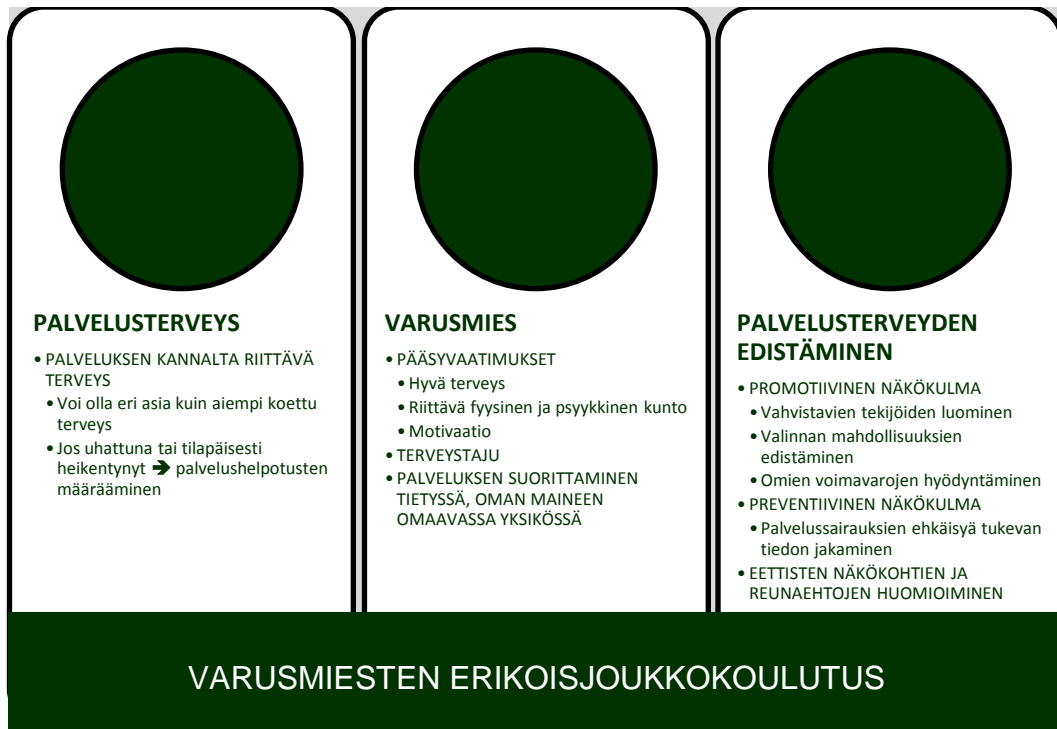 PALVELUSTERVEYS
• PALVELUKSEN KANNALTA RIITTÄVÄ
TERVEYS
• Voi olla eri asia kuin aiempi koettu
terveys
• Jos uhattuna tai tilapäisesti
heikentynyt ➔ palvelushelpotusten
määrääminen
VARUSMIES
• PÄÄSYVAATIMUKSET
• Hyvä terveys
• Riittävä fyysinen ja psyykkinen kunto
• Motivaatio
• TERVEYSTAJU
• PALVELUKSEN SUORITTAMINEN
TIETYSSÄ, OMAN MAINEEN
OMAAVASSA YKSIKÖSSÄ
PALVELUSTERVEYDEN
EDISTÄMINEN
• PROMOTIIVINEN NÄKÖKULMA
• Vahvistavien tekijöiden luominen
• Valinnan mahdollisuuksien
edistäminen
• Omien voimavarojen hyödyntäminen
• PREVENTIIVINEN NÄKÖKULMA
• Palvelussairauksien ehkäisyä tukevan
tiedon jakaminen
• EETTISTEN NÄKÖKOHTIEN JA
REUNAEHTOJEN HUOMIOIMINEN
VARUSMIESTEN ERIKOISJOUKKOKOULUTUS